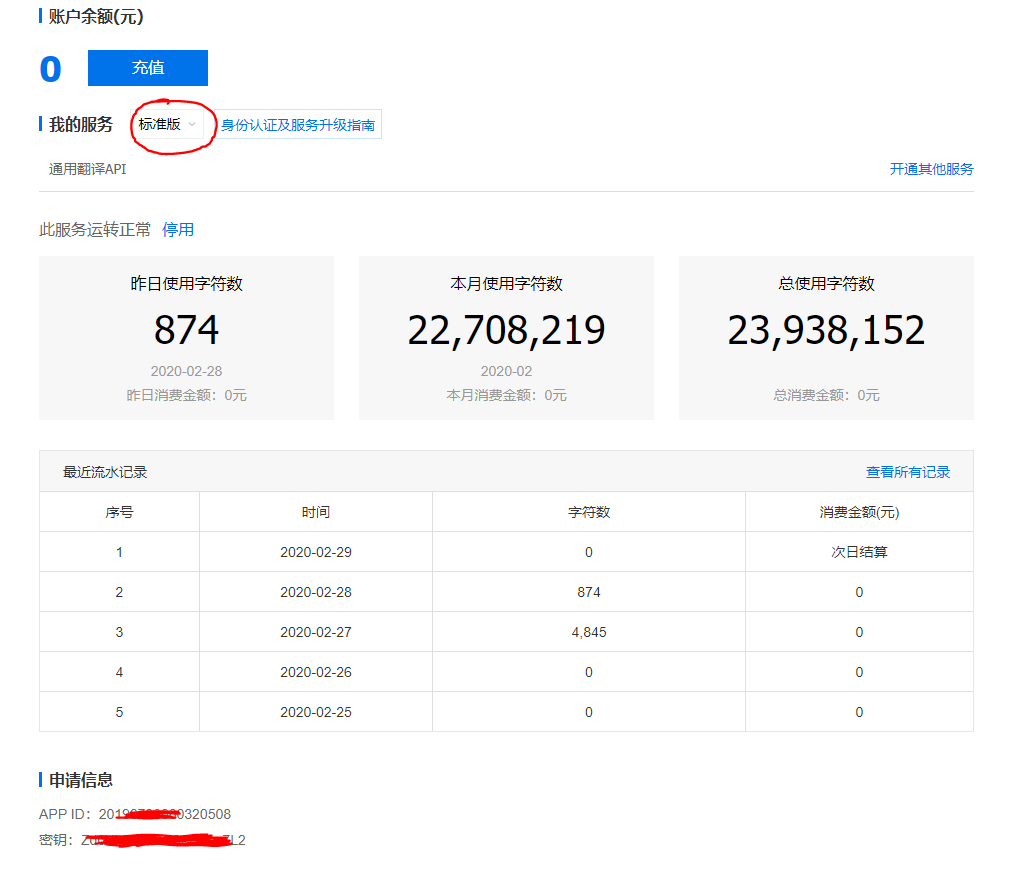 账户余额(元)
0 充值
我的服务 标准版 身份认证及服务升级指南
通用翻译API 开通其他服务
此服务运转正常 停用
昨日使用字符数 本月使用字符数 总使用字符数
874 22,708,219 23,938,152
2020-02-28 2020-02
昨日消费金额：0元 本月消费金额：0元 总消费金额：0元
最近流水记录 查看所有记录
序号 时间 字符数 消费金额(元)
1 2020-02-29 0 次日结算
2 2020-02-28 874 0
3 2020-02-27 4,845 0
4 2020-02-26 0 0
5 2020-02-25 0 0
申请信息
APP ID：
密钥：